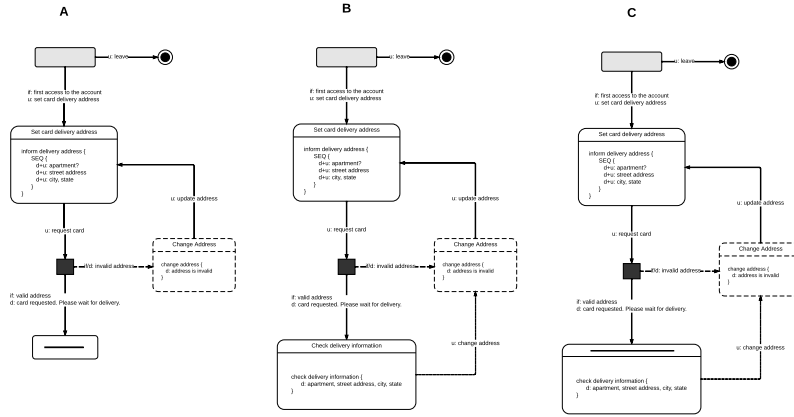 A
u: leave
if: first access to the account
u: set card delivery address
Set card delivery address
inform delivery address {
SEQ {
d+u: apartment?
d+u: street address
d+u: city, state
}
}
u: update address
u: request card
Change Address
if/d: invalid address
change address {
d: address is invalid
}
if: valid address
d: card requested. Please wait for delivery.
B
u: leave
if: first access to the account
u: set card delivery address
Set card delivery address
inform delivery address {
SEQ {
d+u: apartment?
d+u: street address
d+u: city, state
}
}
u: update address
u: request card
Change Address
if/d: invalid address
change address {
d: address is invalid
}
if: valid address
d: card requested. Please wait for delivery.
u: change address
Check delivery information
check delivery information {
d: apartment, street address, city, state
}
C
u: leave
if: first access to the account
u: set card delivery address
Set card delivery address
inform delivery address {
SEQ {
d+u: apartment?
d+u: street address
d+u: city, state
}
}
u: update address
u: request card
Change Address
if/d: invalid address
change address {
d: address is invalid
}
if: valid address
d: card requested. Please wait for delivery.
u: change address
check delivery information {
d: apartment, street address, city, state
}